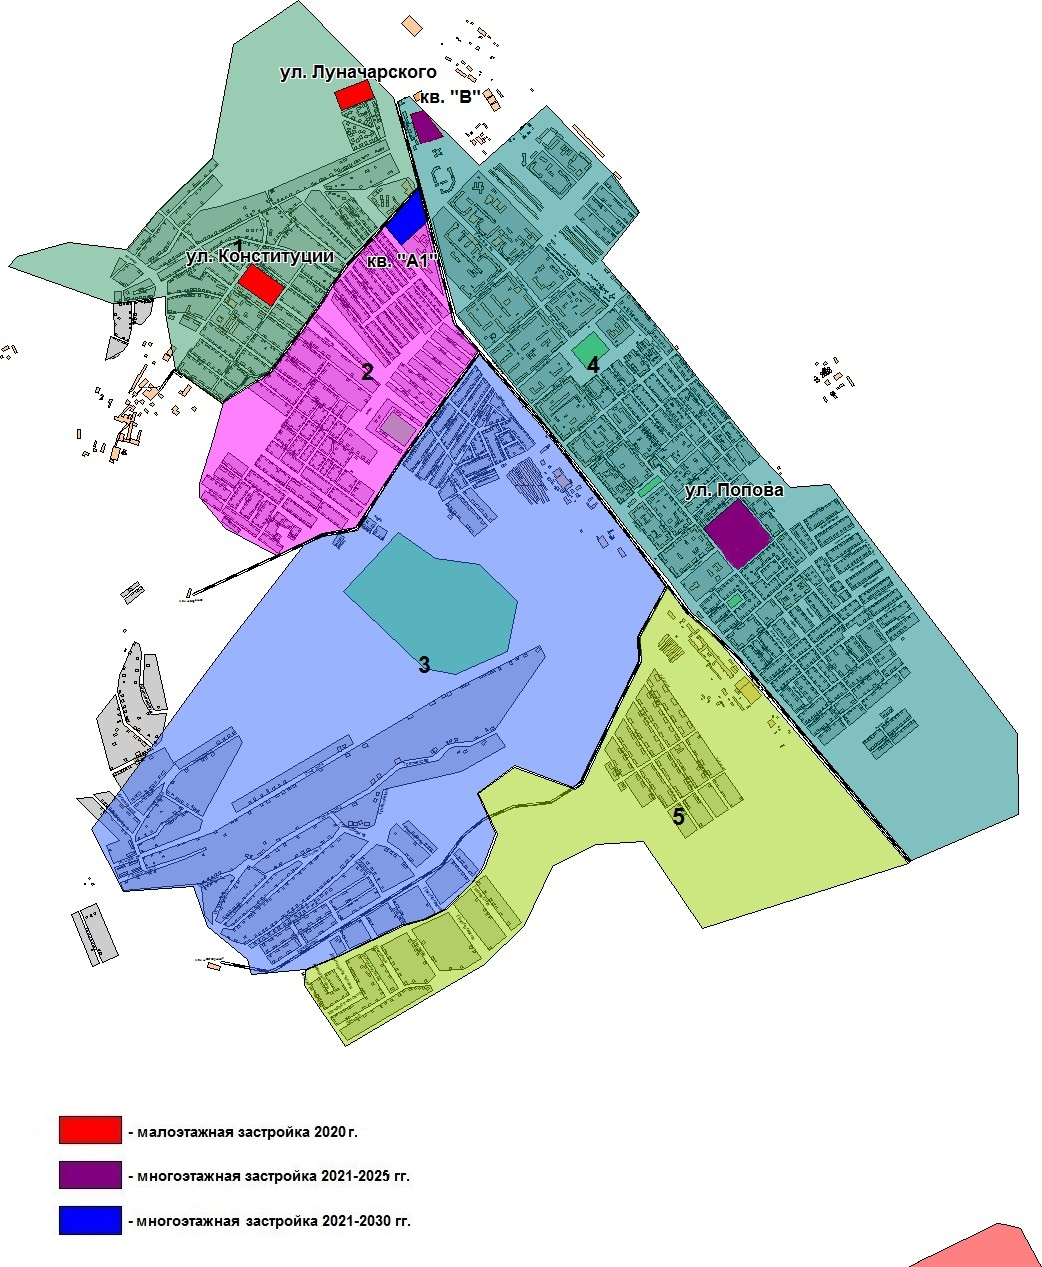 ул. Луначарского
кв. "В"
1
ул. Конституции
кв. "А1"
2
4
ул. Попова
3
5
- малоэтажная застройка 2020 г.
- многоэтажная застройка 2021-2025 гг.
- многоэтажная застройка 2021-2030 гг.